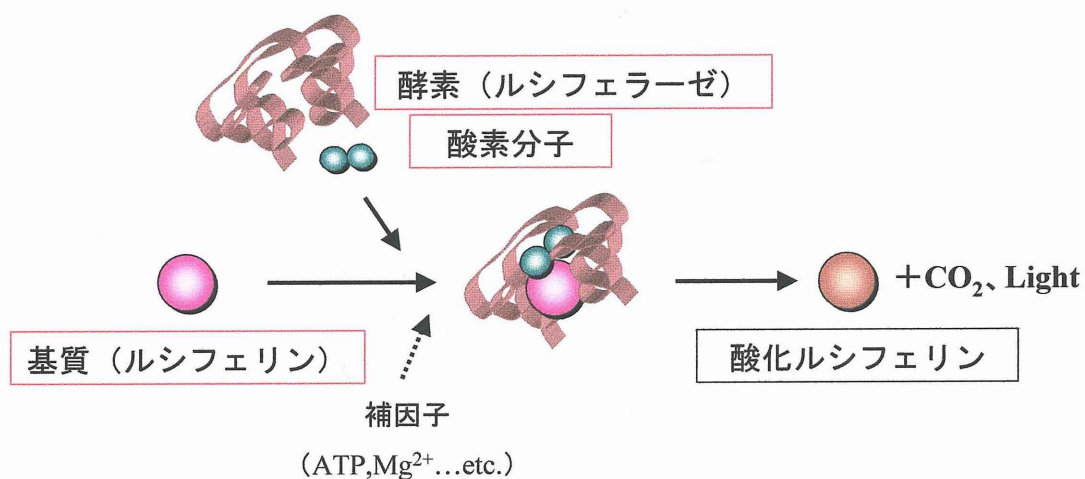 酵素（ルシフェラーゼ）
酸素分子
基質（ルシフェリン）
＋CO₂、Light
酸化ルシフェリン
補因子
（ATP,Mg²⁺…etc.）